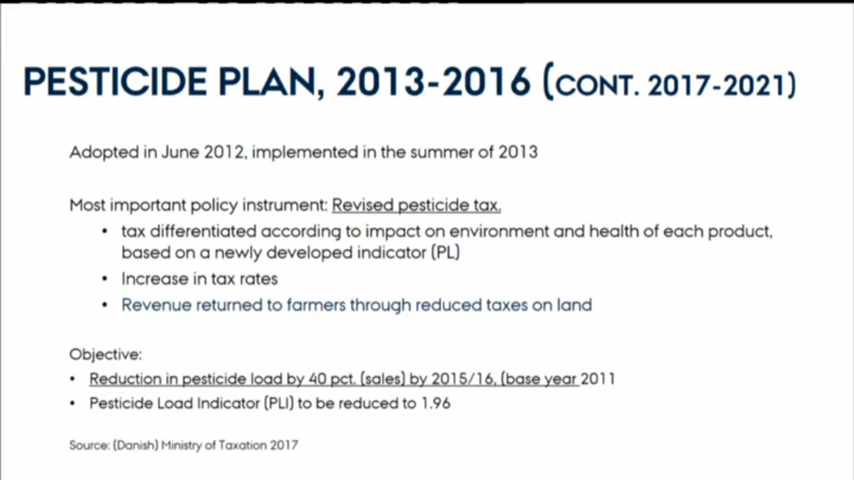 PESTICIDE PLAN, 2013-2016 (CONT. 2017-2021)
Adopted in June 2012, implemented in the summer of 2013
Most important policy instrument: Revised pesticide tax.
• tax differentiated according to impact on environment and health of each product,
based on a newly developed indicator (PL)
• Increase in tax rates
• Revenue returned to farmers through reduced taxes on land
Objective:
• Reduction in pesticide load by 40 pct. (sales) by 2015/16, (base year 2011
• Pesticide Load Indicator (PLI) to be reduced to 1.96
Source: (Danish) Ministry of Taxation 2017